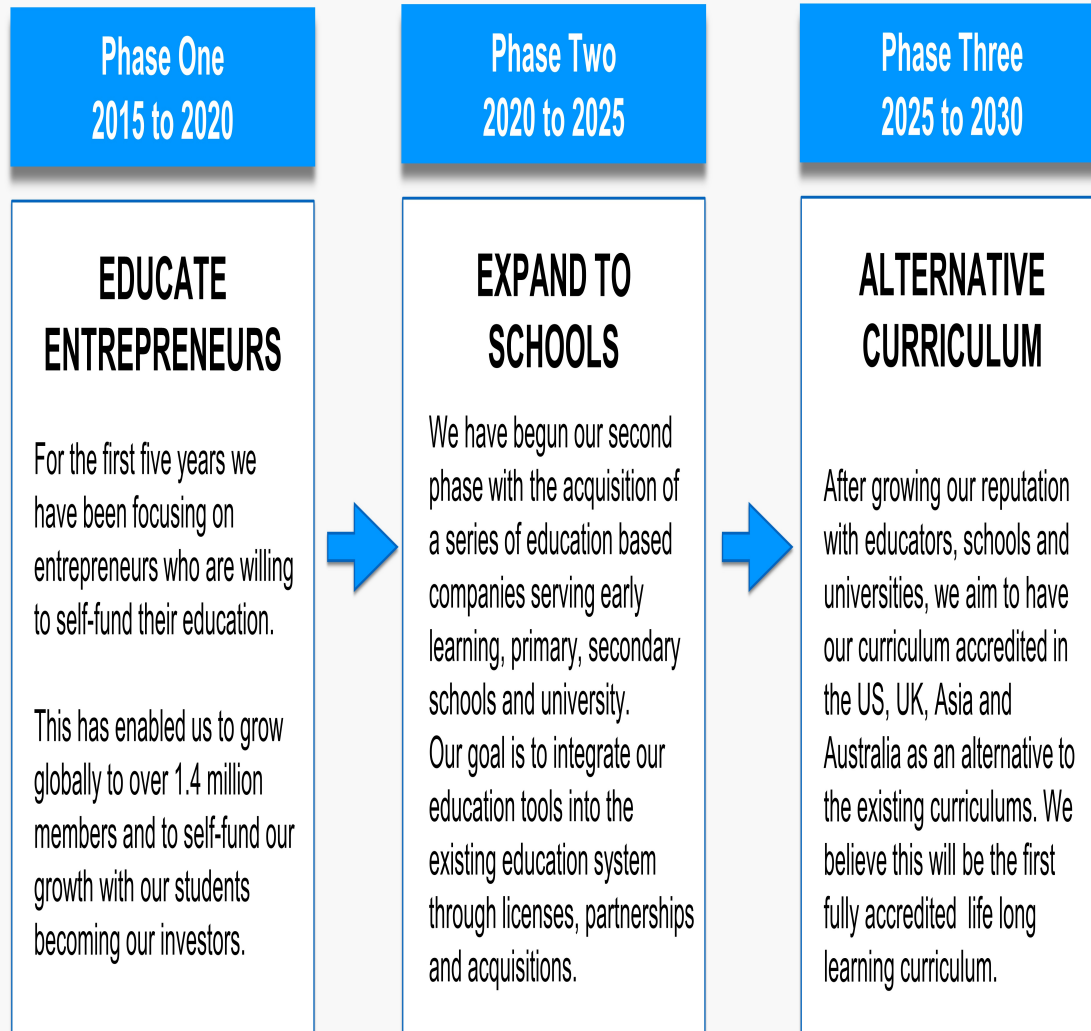 Phase One
2015 to 2020
EDUCATE
ENTREPRENEURS
For the first five years we
have been focusing on
entrepreneurs who are willing
to self-fund their education.
This has enabled us to grow
globally to over 1.4 million
members and to self-fund our
growth with our students
becoming our investors.
Phase Two
2020 to 2025
EXPAND TO
SCHOOLS
We have begun our second
phase with the acquisition of
a series of education based
companies serving early
learning, primary, secondary
schools and university.
Our goal is to integrate our
education tools into the
existing education system
through licenses, partnerships
and acquisitions.
Phase Three
2025 to 2030
ALTERNATIVE
CURRICULUM
After growing our reputation
with educators, schools and
universities, we aim to have
our curriculum accredited in
the US, UK, Asia and
Australia as an alternative to
the existing curriculums. We
believe this will be the first
fully accredited life long
learning curriculum.